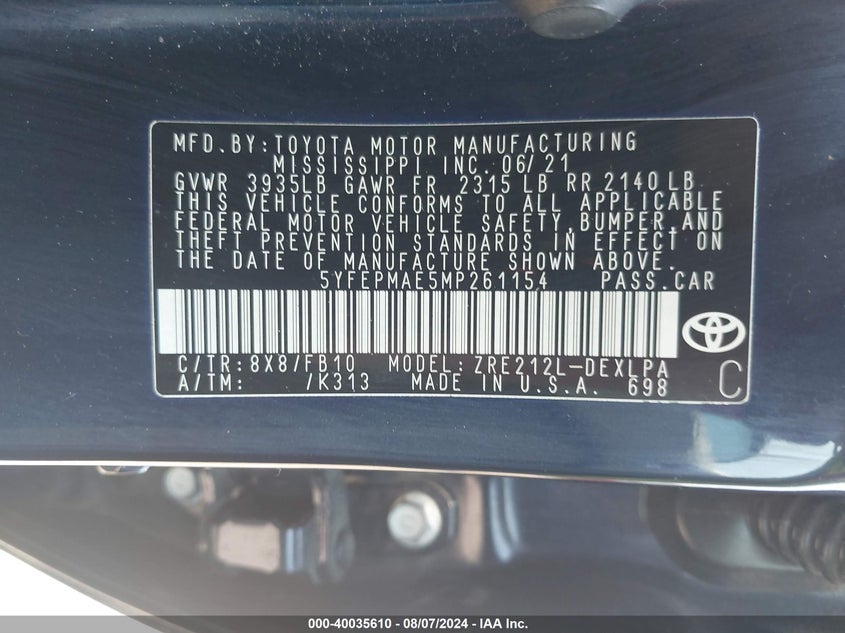 MFD. BY: TOYOTA MOTOR MANUFACTURING
MISSISSIPPI INC. 06/21
GVWR 3935LB GAWR FR 2315 LB RR 2140 LB
THIS VEHICLE CONFORMS TO ALL APPLICABLE
FEDERAL MOTOR VEHICLE SAFETY, BUMPER, AND
THEFT PREVENTION STANDARDS IN EFFECT ON
THE DATE OF MANUFACTURE SHOWN ABOVE.
5YFEPMAE5MP261154 PASS. CAR
C/TR: 8X8/FB10 MODEL: ZRE212L-DEXLPA
A/TM: /K313 MADE IN U.S.A. 698 C
000-40035610 - 08/07/2024 - IAA Inc.